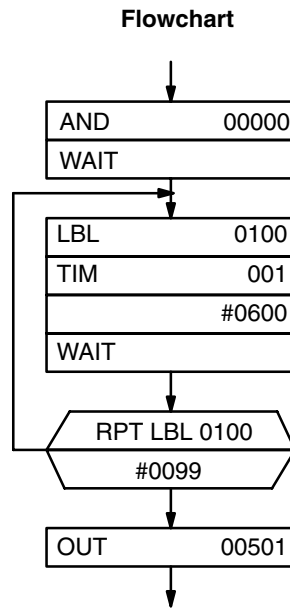 Flowchart
AND 00000
WAIT
LBL 0100
TIM 001
#0600
WAIT
RPT LBL 0100
#0099
OUT 00501